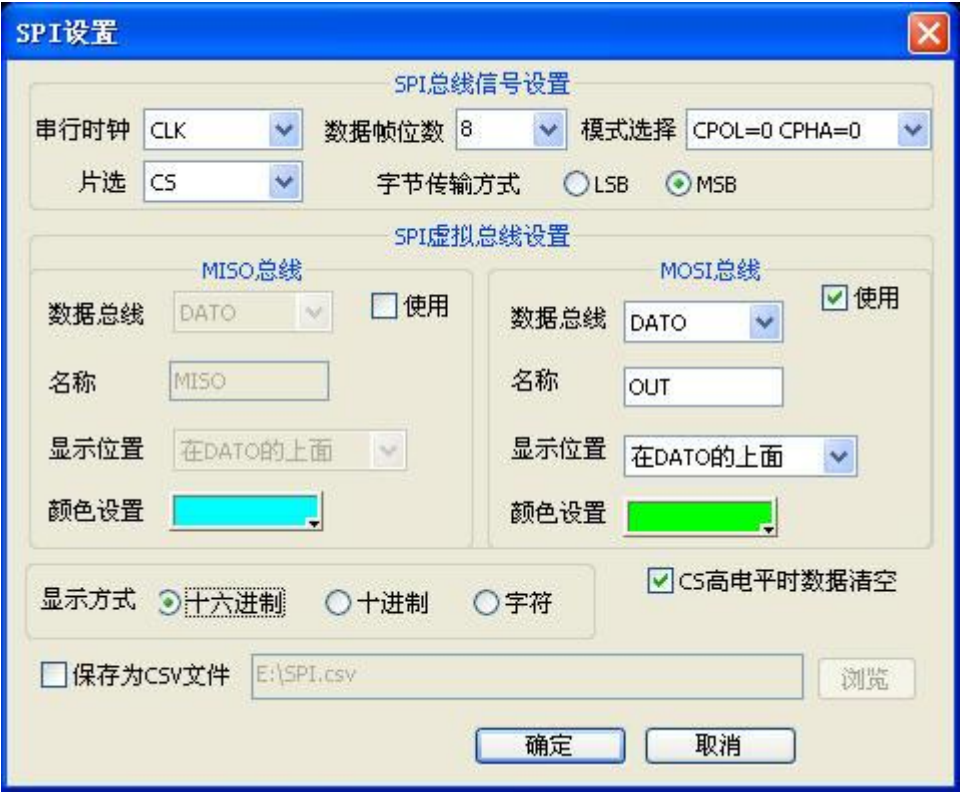 SPI设置
SPI总线信号设置
串行时钟 CLK 数据帧位数 8 模式选择 CPOL=0 CPHA=0
片选 CS 字节传输方式 LSB MSB
SPI虚拟总线设置
MISO总线
数据总线 DATO 使用
名称 MISO
显示位置 在DATO的上面
颜色设置
MOSI总线
数据总线 DATO 使用
名称 OUT
显示位置 在DATO的上面
颜色设置
显示方式 十六进制 十进制 字符
CS高电平时数据清空
保存为CSV文件 E:\SPI.csv 浏览
确定 取消